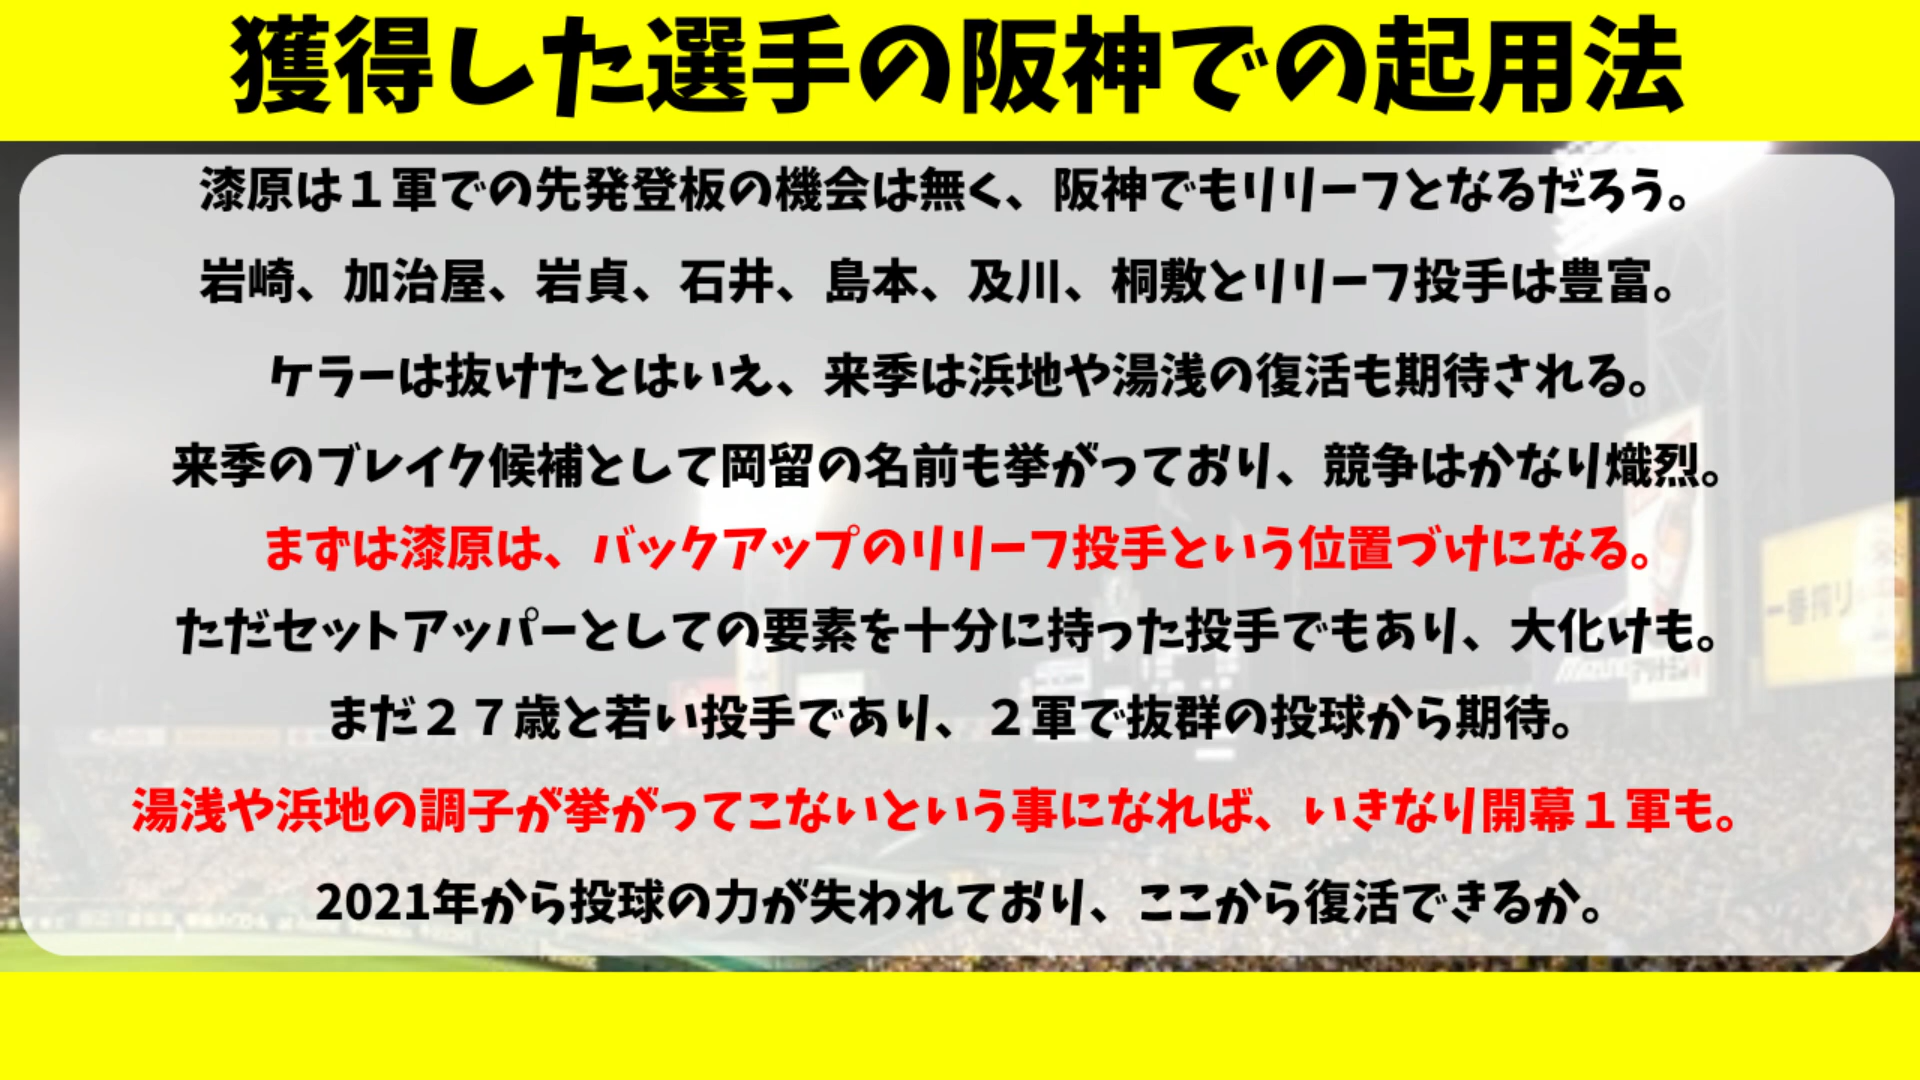 獲得した選手の阪神での起用法
漆原は１軍での先発登板の機会は無く、阪神でもリリーフとなるだろう。
岩崎、加治屋、岩貞、石井、島本、及川、桐敷とリリーフ投手は豊富。
ケラーは抜けたとはいえ、来季は浜地や湯浅の復活も期待される。
来季のブレイク候補として岡留の名前も挙がっており、競争はかなり熾烈。
まずは漆原は、バックアップのリリーフ投手という位置づけになる。
ただセットアッパーとしての要素を十分に持った投手でもあり、大化けも。
まだ２７歳と若い投手であり、２軍で抜群の投球から期待。
湯浅や浜地の調子が挙がってこないという事になれば、いきなり開幕１軍も。
2021年から投球の力が失われており、ここから復活できるか。
一番搾り